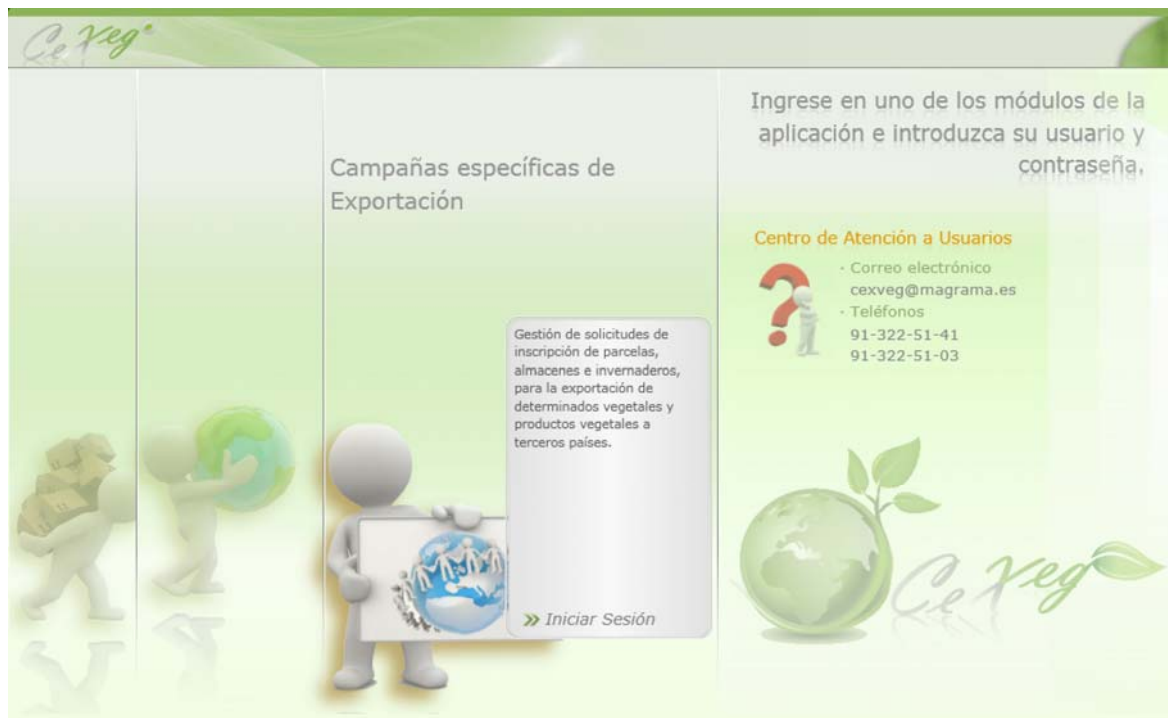 CexVeg
Campañas específicas de
Exportación
Gestión de solicitudes de
inscripción de parcelas,
almacenes e invernaderos,
para la exportación de
determinados vegetales y
productos vegetales a
terceros países.
» Iniciar Sesión
Ingrese en uno de los módulos de la
aplicación e introduzca su usuario y
contraseña.
Centro de Atención a Usuarios
· Correo electrónico
cexveg@magrama.es
· Teléfonos
91-322-51-41
91-322-51-03
CexVeg